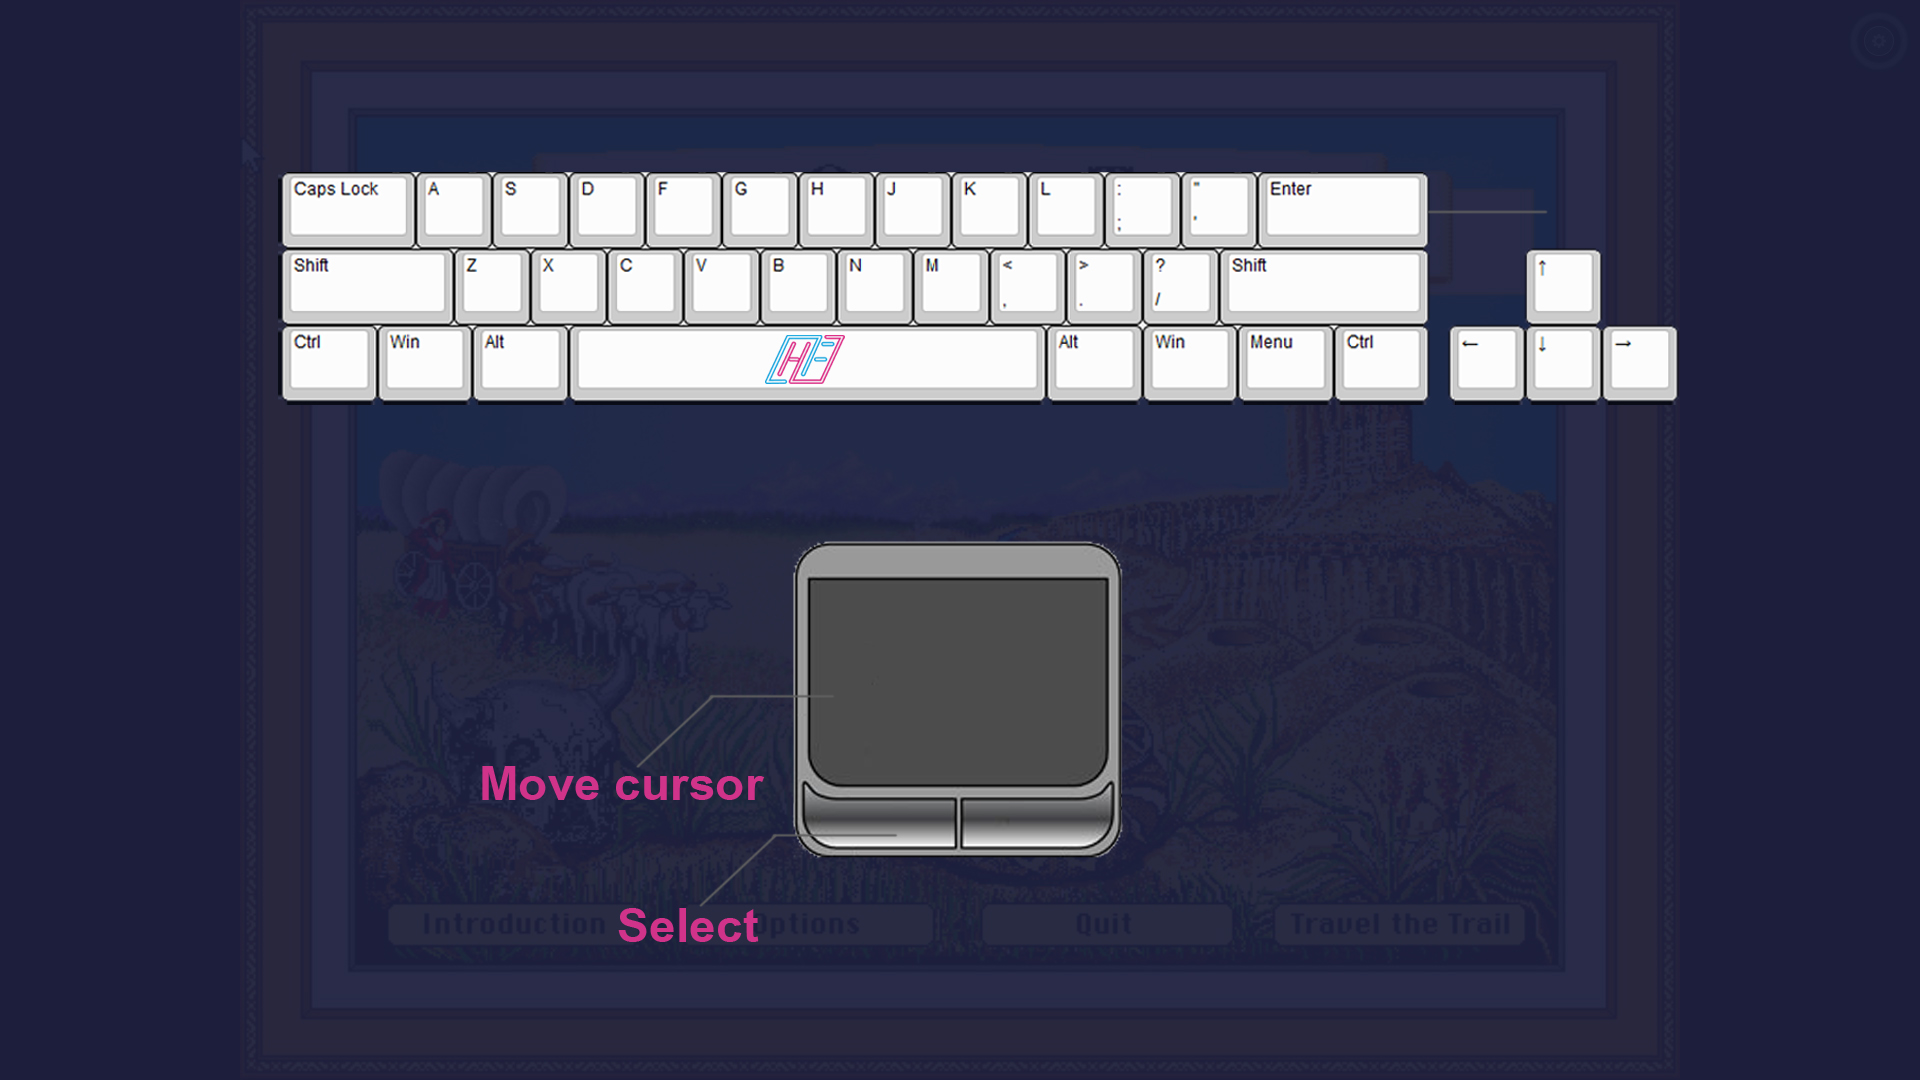 Caps Lock A S D F G H J K L : ; " ' Enter
Shift Z X C V B N M < , > . ? / Shift ↑
Ctrl Win Alt Alt Win Menu Ctrl ← ↓ →
Move cursor
Select
Introduction Options Quit Travel the Trail